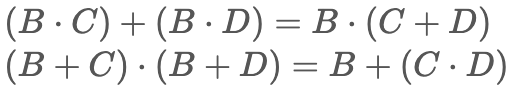 (B · C) + (B · D) = B · (C + D)
(B + C) · (B + D) = B + (C · D)